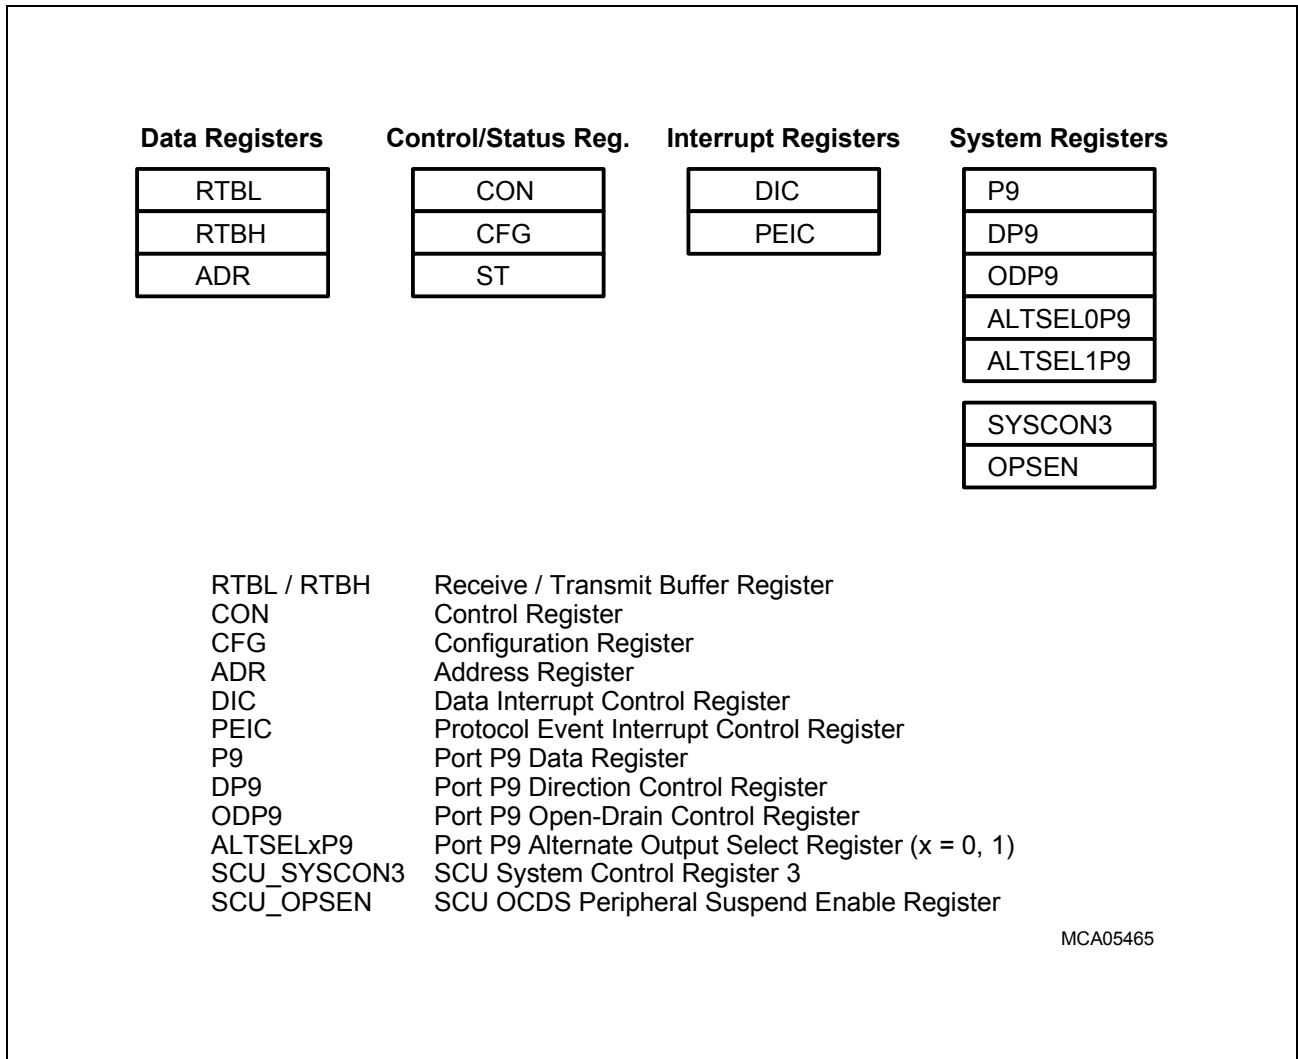 Data Registers Control/Status Reg. Interrupt Registers System Registers
RTBL CON DIC P9
RTBH CFG PEIC DP9
ADR ST ODP9
ALTSEL0P9
ALTSEL1P9
SYSCON3
OPSEN
RTBL / RTBH Receive / Transmit Buffer Register
CON Control Register
CFG Configuration Register
ADR Address Register
DIC Data Interrupt Control Register
PEIC Protocol Event Interrupt Control Register
P9 Port P9 Data Register
DP9 Port P9 Direction Control Register
ODP9 Port P9 Open-Drain Control Register
ALTSELxP9 Port P9 Alternate Output Select Register (x = 0, 1)
SCU_SYSCON3 SCU System Control Register 3
SCU_OPSEN SCU OCDS Peripheral Suspend Enable Register
MCA05465